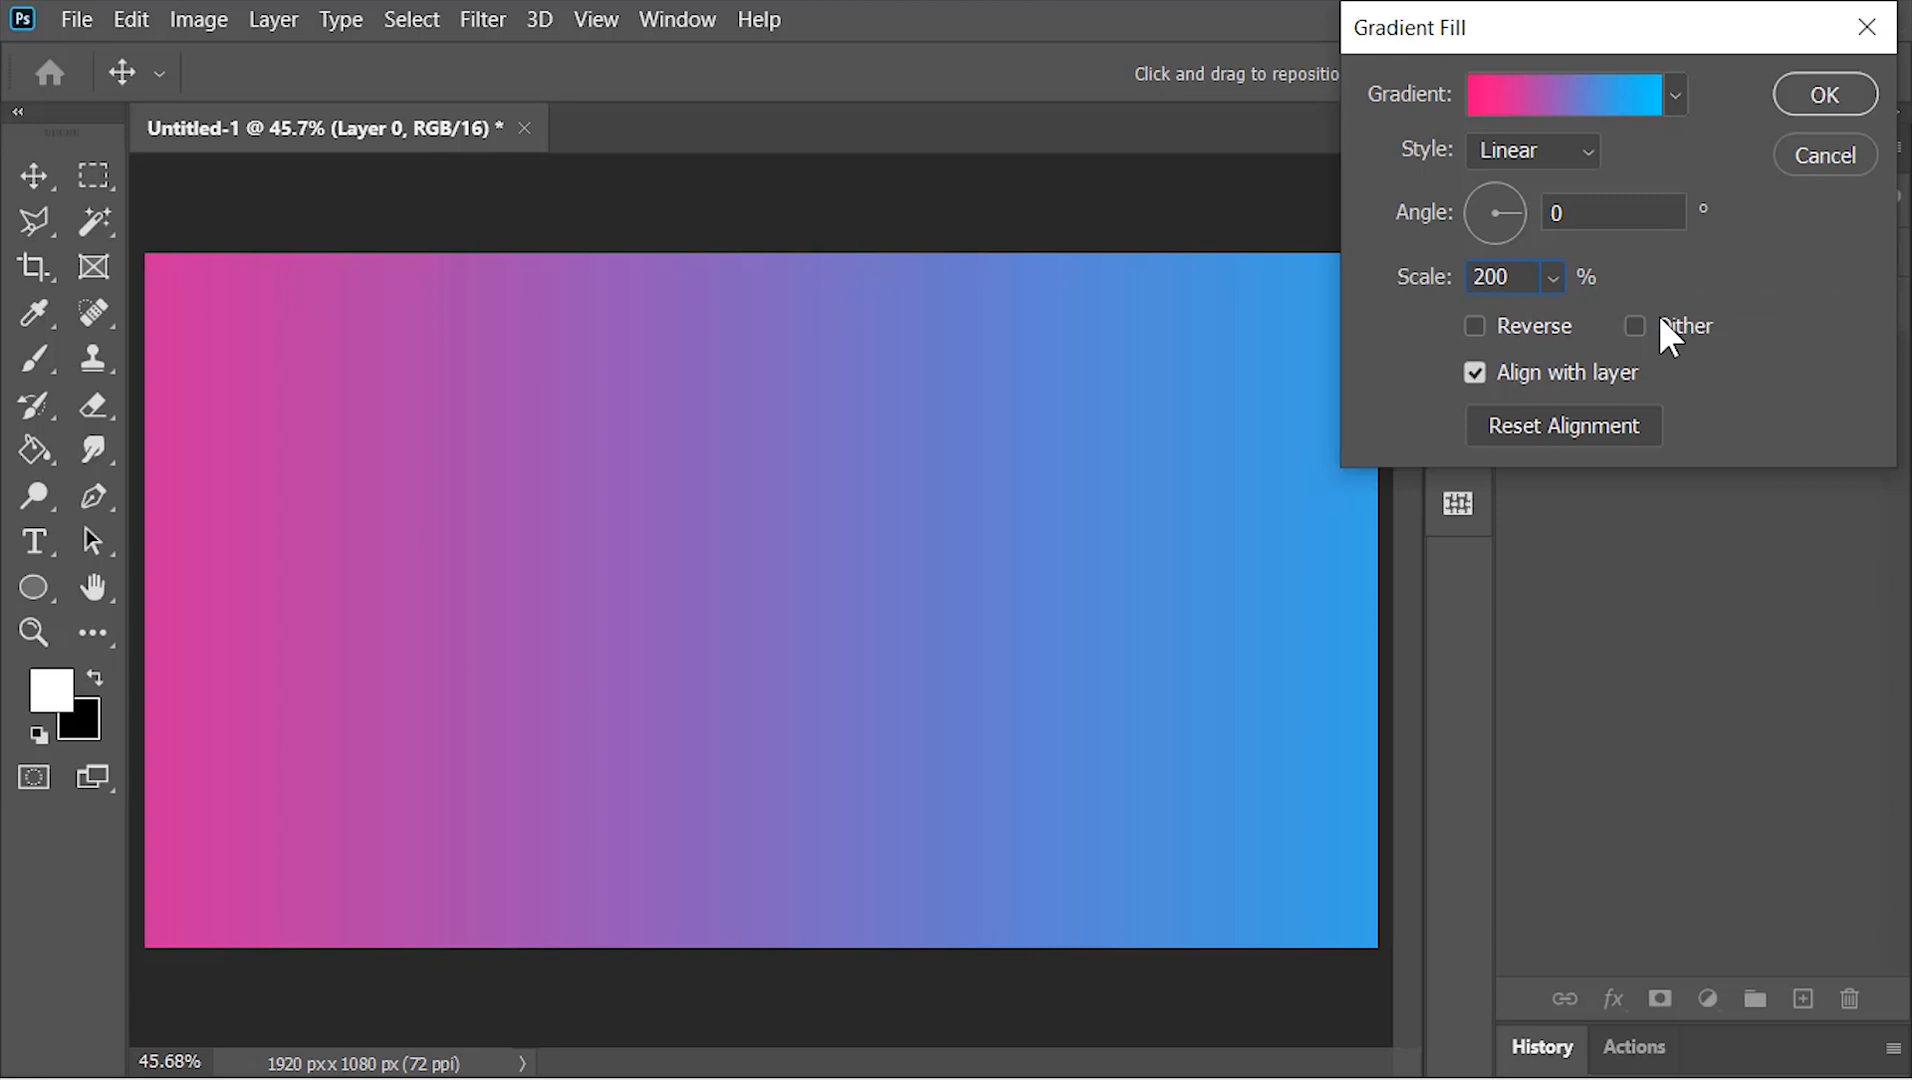 Ps File Edit Image Layer Type Select Filter 3D View Window Help
Gradient Fill
Click and drag to repositio
Gradient:
OK
Untitled-1 @ 45.7% (Layer 0, RGB/16) *
Style: Linear
Cancel
Angle: 0 °
Scale: 200 %
Reverse
Align with layer
Reset Alignment
45.68% 1920 px x 1080 px (72 ppi)
History Actions